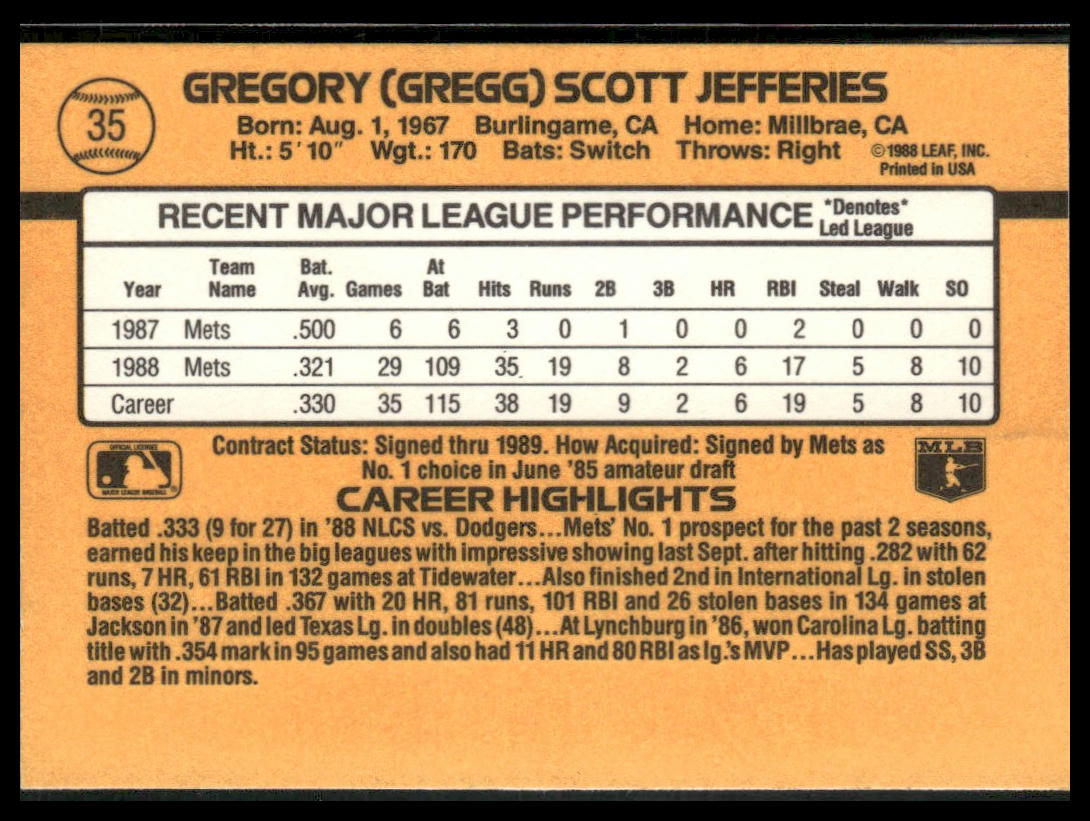 35
GREGORY (GREGG) SCOTT JEFFERIES
Born: Aug. 1, 1967 Burlingame, CA Home: Millbrae, CA
Ht.: 5'10" Wgt.: 170 Bats: Switch Throws: Right ©1988 LEAF, INC.
Printed in USA
RECENT MAJOR LEAGUE PERFORMANCE *Denotes*
Led League
Year Team Name Bat. Avg. Games At Bat Hits Runs 2B 3B HR RBI Steal Walk SO
1987 Mets .500 6 6 3 0 1 0 0 2 0 0 0
1988 Mets .321 29 109 35 19 8 2 6 17 5 8 10
Career .330 35 115 38 19 9 2 6 19 5 8 10
OFFICIAL LICENSEE
MAJOR LEAGUE BASEBALL
Contract Status: Signed thru 1989. How Acquired: Signed by Mets as
No. 1 choice in June '85 amateur draft
MLB
CAREER HIGHLIGHTS
Batted .333 (9 for 27) in '88 NLCS vs. Dodgers...Mets' No. 1 prospect for the past 2 seasons,
earned his keep in the big leagues with impressive showing last Sept. after hitting .282 with 62
runs, 7 HR, 61 RBI in 132 games at Tidewater...Also finished 2nd in International Lg. in stolen
bases (32)...Batted .367 with 20 HR, 81 runs, 101 RBI and 26 stolen bases in 134 games at
Jackson in '87 and led Texas Lg. in doubles (48)...At Lynchburg in '86, won Carolina Lg. batting
title with .354 mark in 95 games and also had 11 HR and 80 RBI as lg.'s MVP...Has played SS, 3B
and 2B in minors.